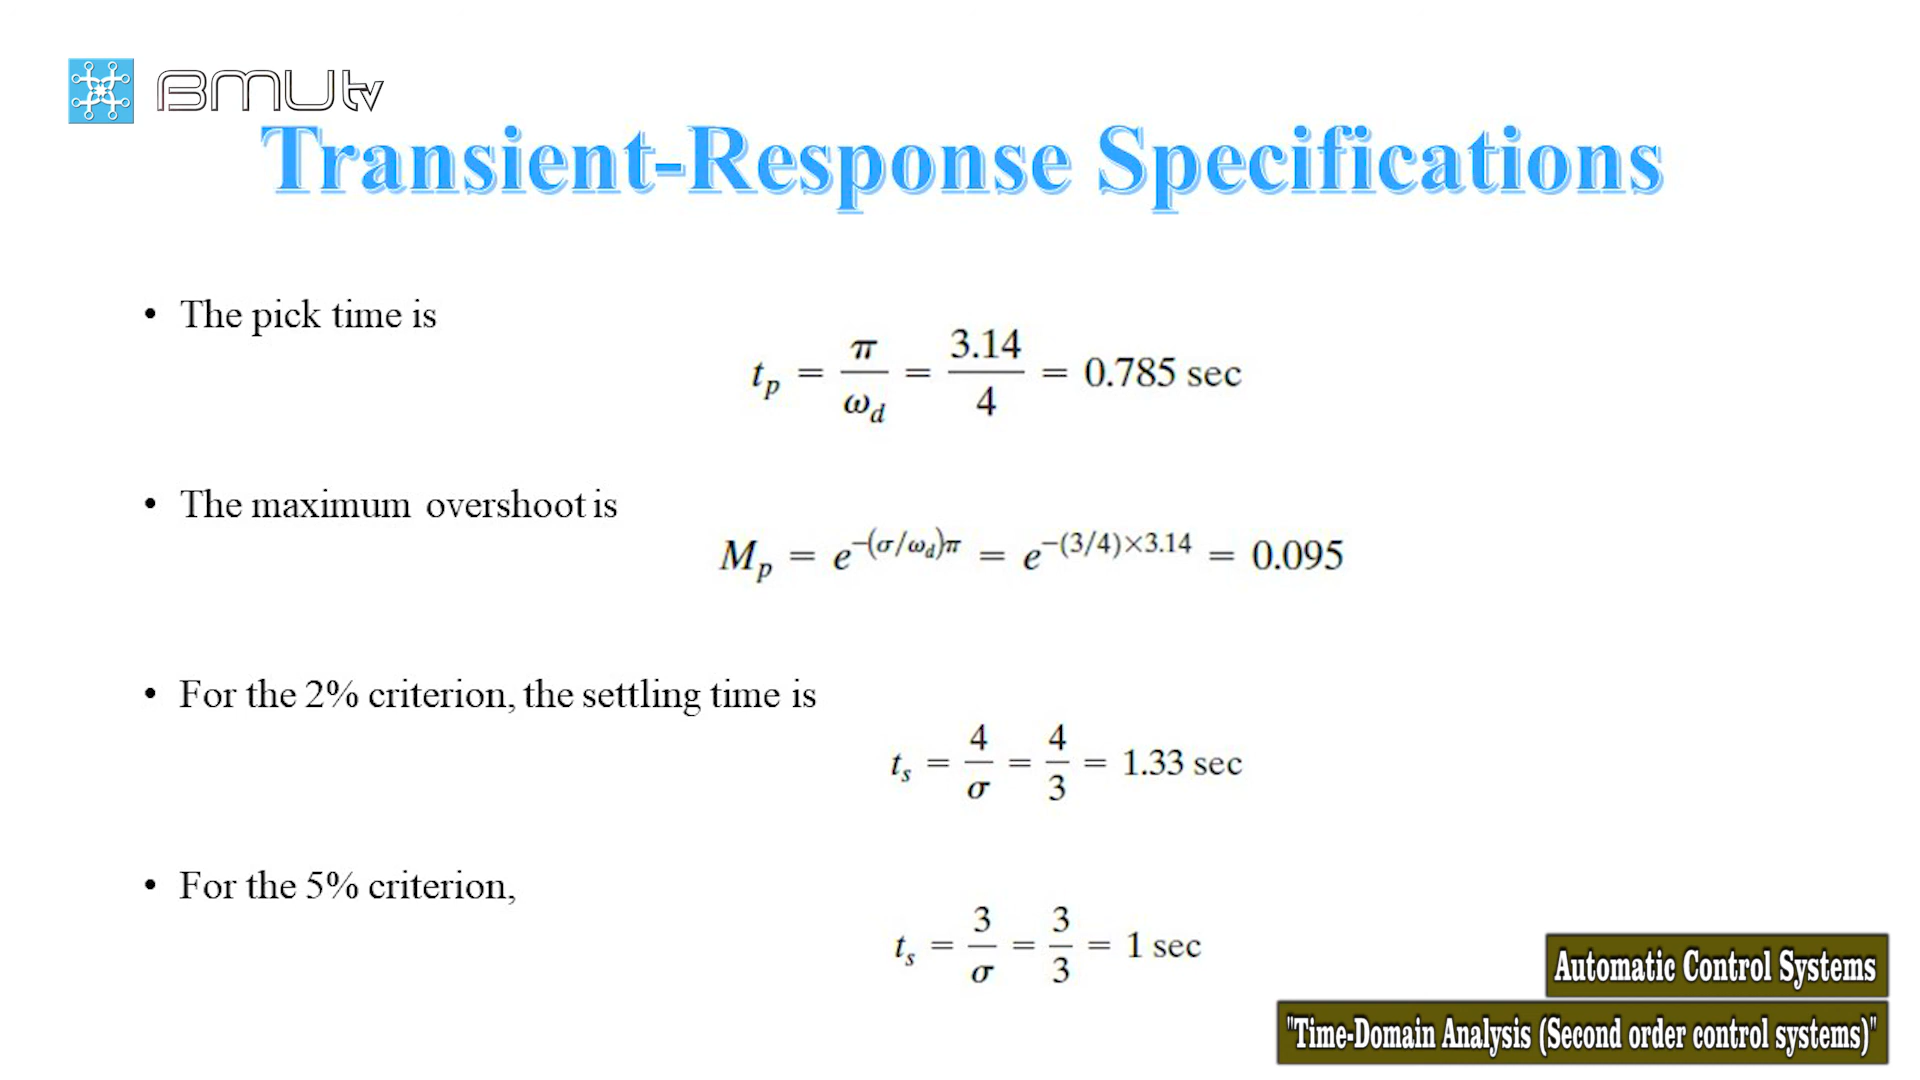 BMUtv
Transient-Response Specifications
• The pick time is
t_p = π/ω_d = 3.14/4 = 0.785 sec
• The maximum overshoot is
M_p = e^−(σ/ω_d)π = e^−(3/4)×3.14 = 0.095
• For the 2% criterion, the settling time is
t_s = 4/σ = 4/3 = 1.33 sec
• For the 5% criterion,
t_s = 3/σ = 3/3 = 1 sec
Automatic Control Systems
"Time-Domain Analysis (Second order control systems)"